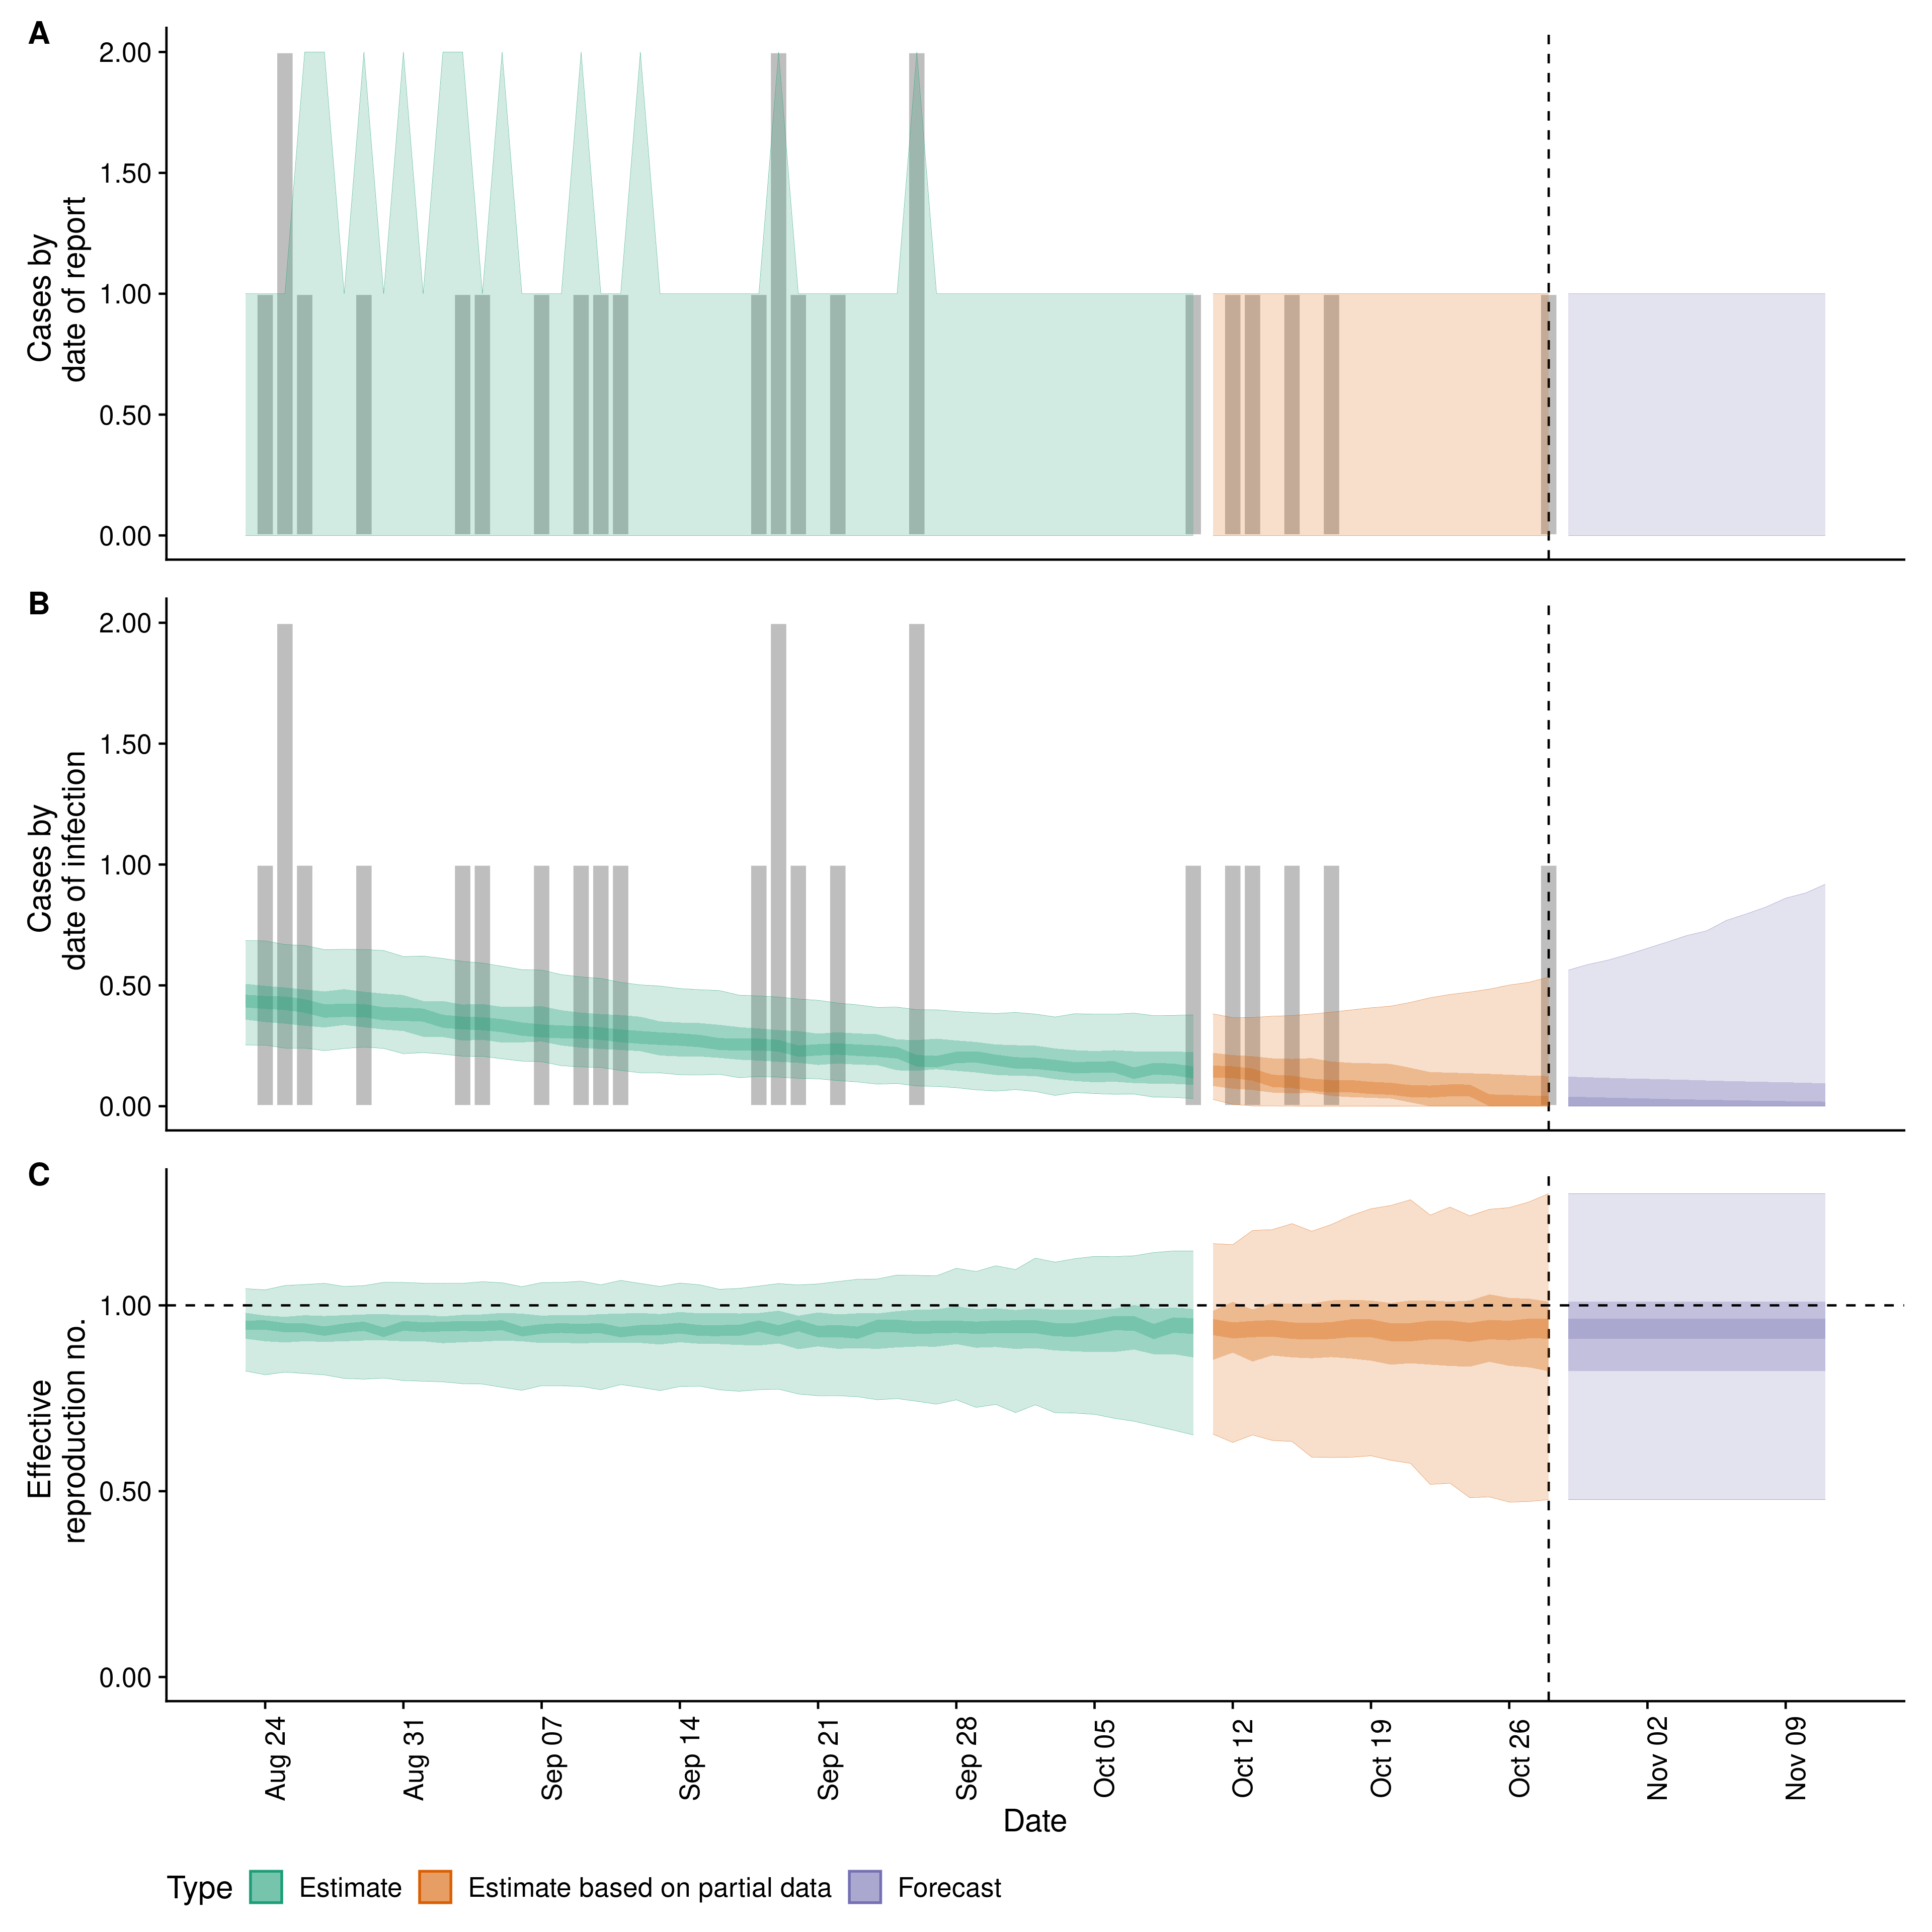 A
Cases by
date of report
2.00
1.50
1.00
0.50
0.00
B
Cases by
date of infection
2.00
1.50
1.00
0.50
0.00
C
Effective
reproduction no.
1.00
0.50
0.00
Aug 24
Aug 31
Sep 07
Sep 14
Sep 21
Sep 28
Oct 05
Oct 12
Oct 19
Oct 26
Nov 02
Nov 09
Date
Type Estimate Estimate based on partial data Forecast